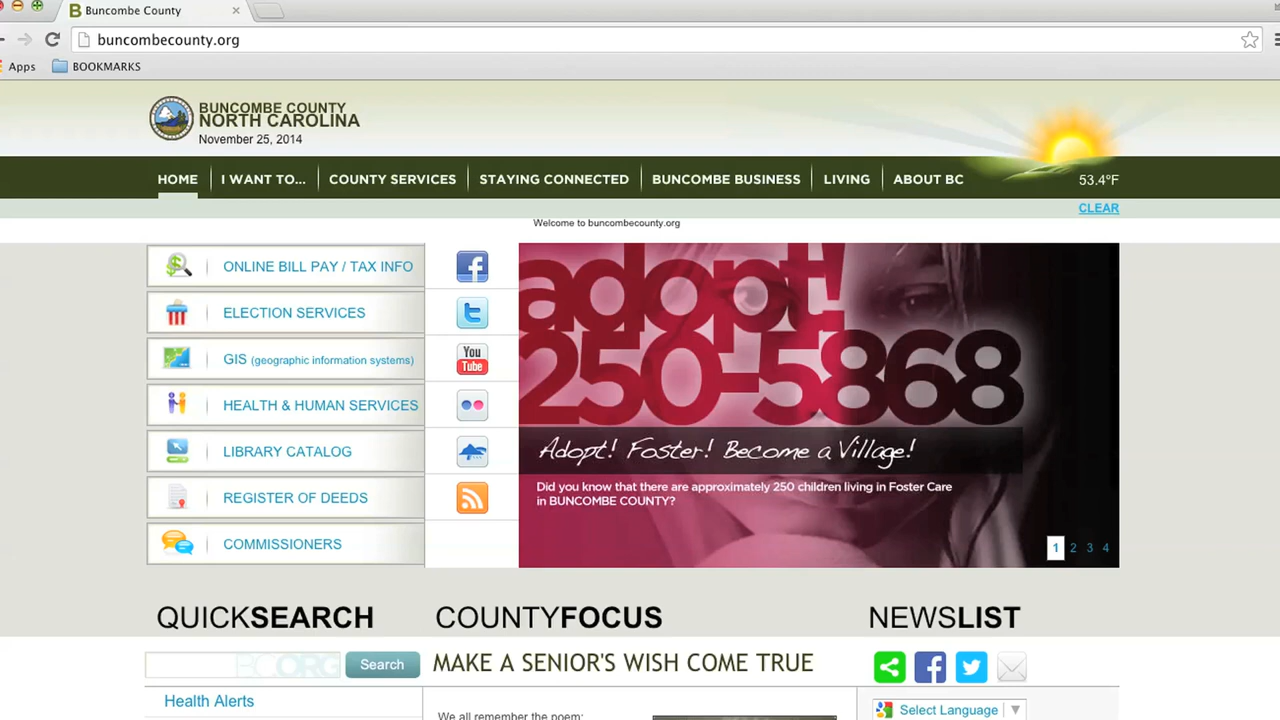 Buncombe County
buncombecounty.org
Apps BOOKMARKS
BUNCOMBE COUNTY
NORTH CAROLINA
November 25, 2014
HOME I WANT TO... COUNTY SERVICES STAYING CONNECTED BUNCOMBE BUSINESS LIVING ABOUT BC 53.4°F
CLEAR
Welcome to buncombecounty.org
ONLINE BILL PAY / TAX INFO
ELECTION SERVICES
GIS (geographic information systems)
HEALTH & HUMAN SERVICES
LIBRARY CATALOG
REGISTER OF DEEDS
COMMISSIONERS
You
Tube
adopt!
250-5868
Adopt! Foster! Become a Village!
Did you know that there are approximately 250 children living in Foster Care
in BUNCOMBE COUNTY?
1 2 3 4
QUICKSEARCH
BCORG Search
Health Alerts
COUNTYFOCUS
MAKE A SENIOR'S WISH COME TRUE
We all remember the poem:
NEWSLIST
Select Language